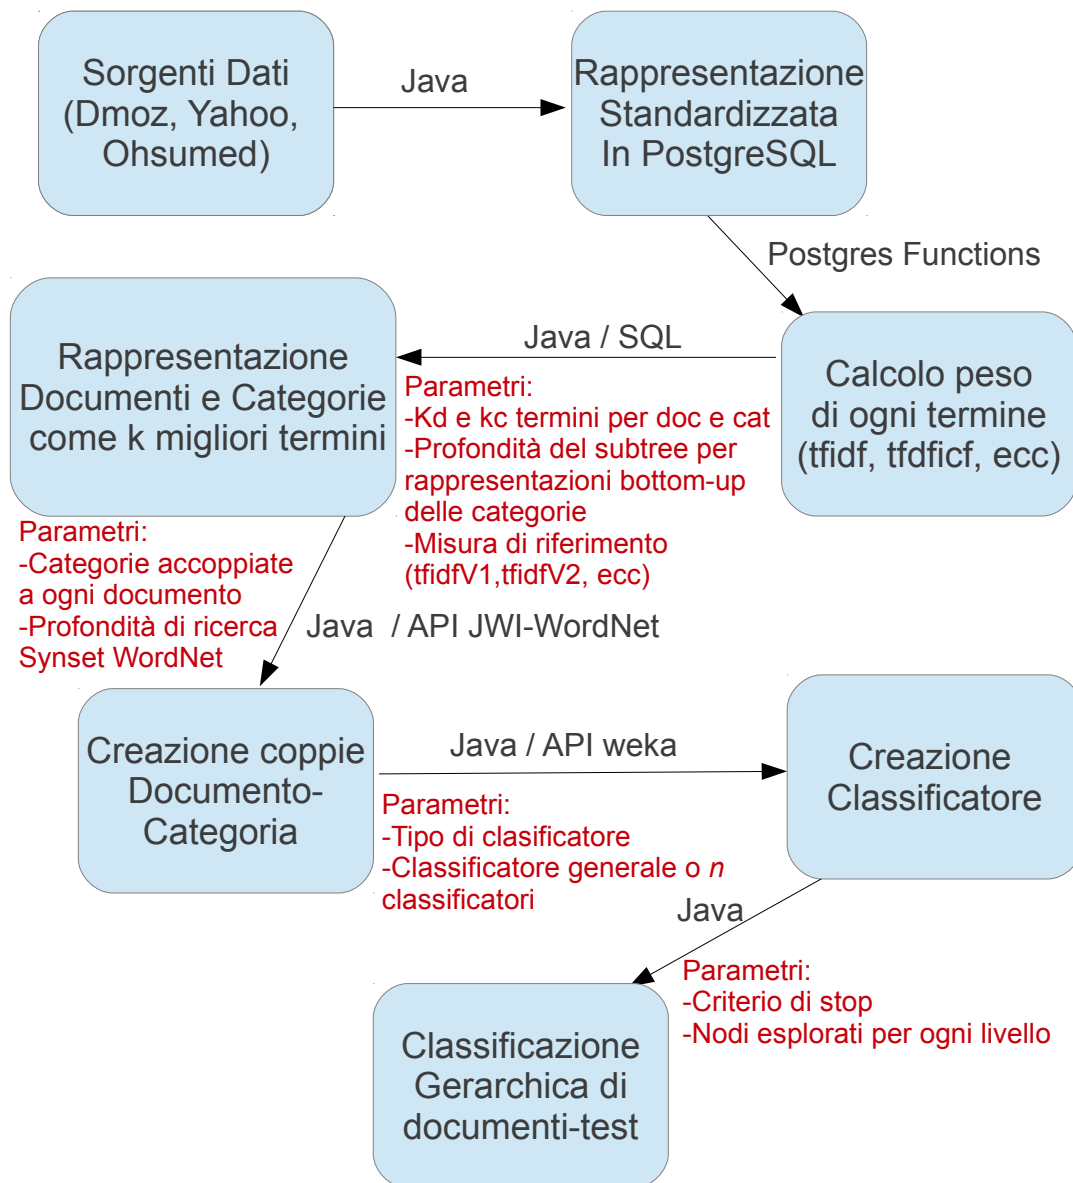 Sorgenti Dati
(Dmoz, Yahoo,
Ohsumed)
Java
Rappresentazione
Standardizzata
In PostgreSQL
Postgres Functions
Calcolo peso
di ogni termine
(tfidf, tfdficf, ecc)
Java / SQL
Parametri:
-Kd e kc termini per doc e cat
-Profondità del subtree per
rappresentazioni bottom-up
delle categorie
-Misura di riferimento
(tfidfV1,tfidfV2, ecc)
Rappresentazione
Documenti e Categorie
come k migliori termini
Parametri:
-Categorie accoppiate
a ogni documento
-Profondità di ricerca
Synset WordNet
Java / API JWI-WordNet
Creazione coppie
Documento-
Categoria
Java / API weka
Parametri:
-Tipo di clasificatore
-Classificatore generale o n
classificatori
Creazione
Classificatore
Java
Parametri:
-Criterio di stop
-Nodi esplorati per ogni livello
Classificazione
Gerarchica di
documenti-test